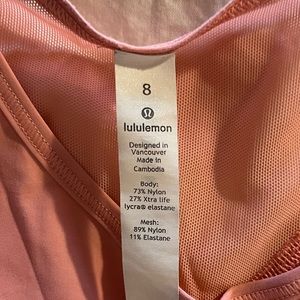 8
lululemon
Designed in
Vancouver
Made in
Cambodia
Body:
73% Nylon
27% Xtra life
lycra® elastane
Mesh:
89% Nylon
11% Elastane